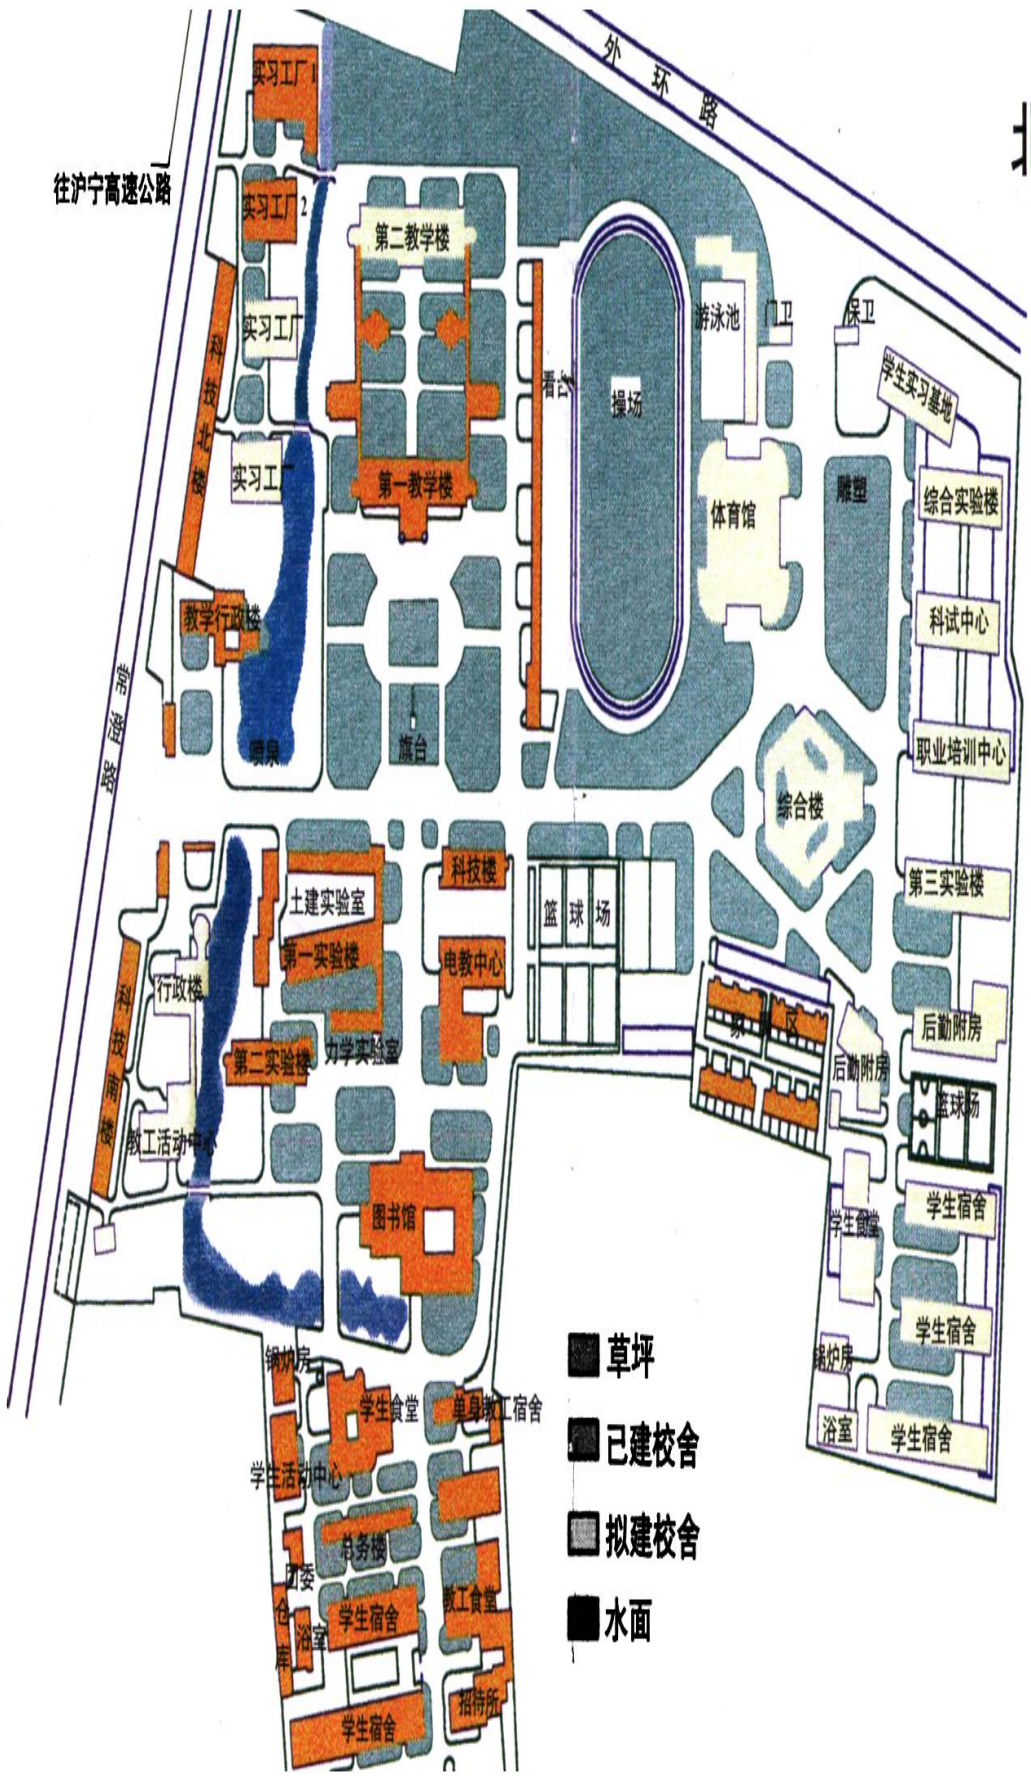 外环路
北
实习工厂1
往沪宁高速公路
实习工厂2
第二教学楼
实习工厂
游泳池
门卫
保卫
科技北楼
看台
操场
学生实习基地
实习工厂
第一教学楼
体育馆
雕塑
综合实验楼
教学行政楼
科试中心
喷泉
旗台
职业培训中心
综合楼
科技楼
第三实验楼
土建实验室
篮球场
第一实验楼
电教中心
行政楼
家属区
后勤附房
科技南楼
第二实验楼
力学实验室
后勤附房
篮球场
教工活动中心
图书馆
学生食堂
学生宿舍
学生宿舍
锅炉房
锅炉房
草坪
学生食堂
单身教工宿舍
浴室
学生宿舍
已建校舍
学生活动中心
拟建校舍
总务楼
团委
仓库
浴室
学生宿舍
教工食堂
水面
学生宿舍
招待所